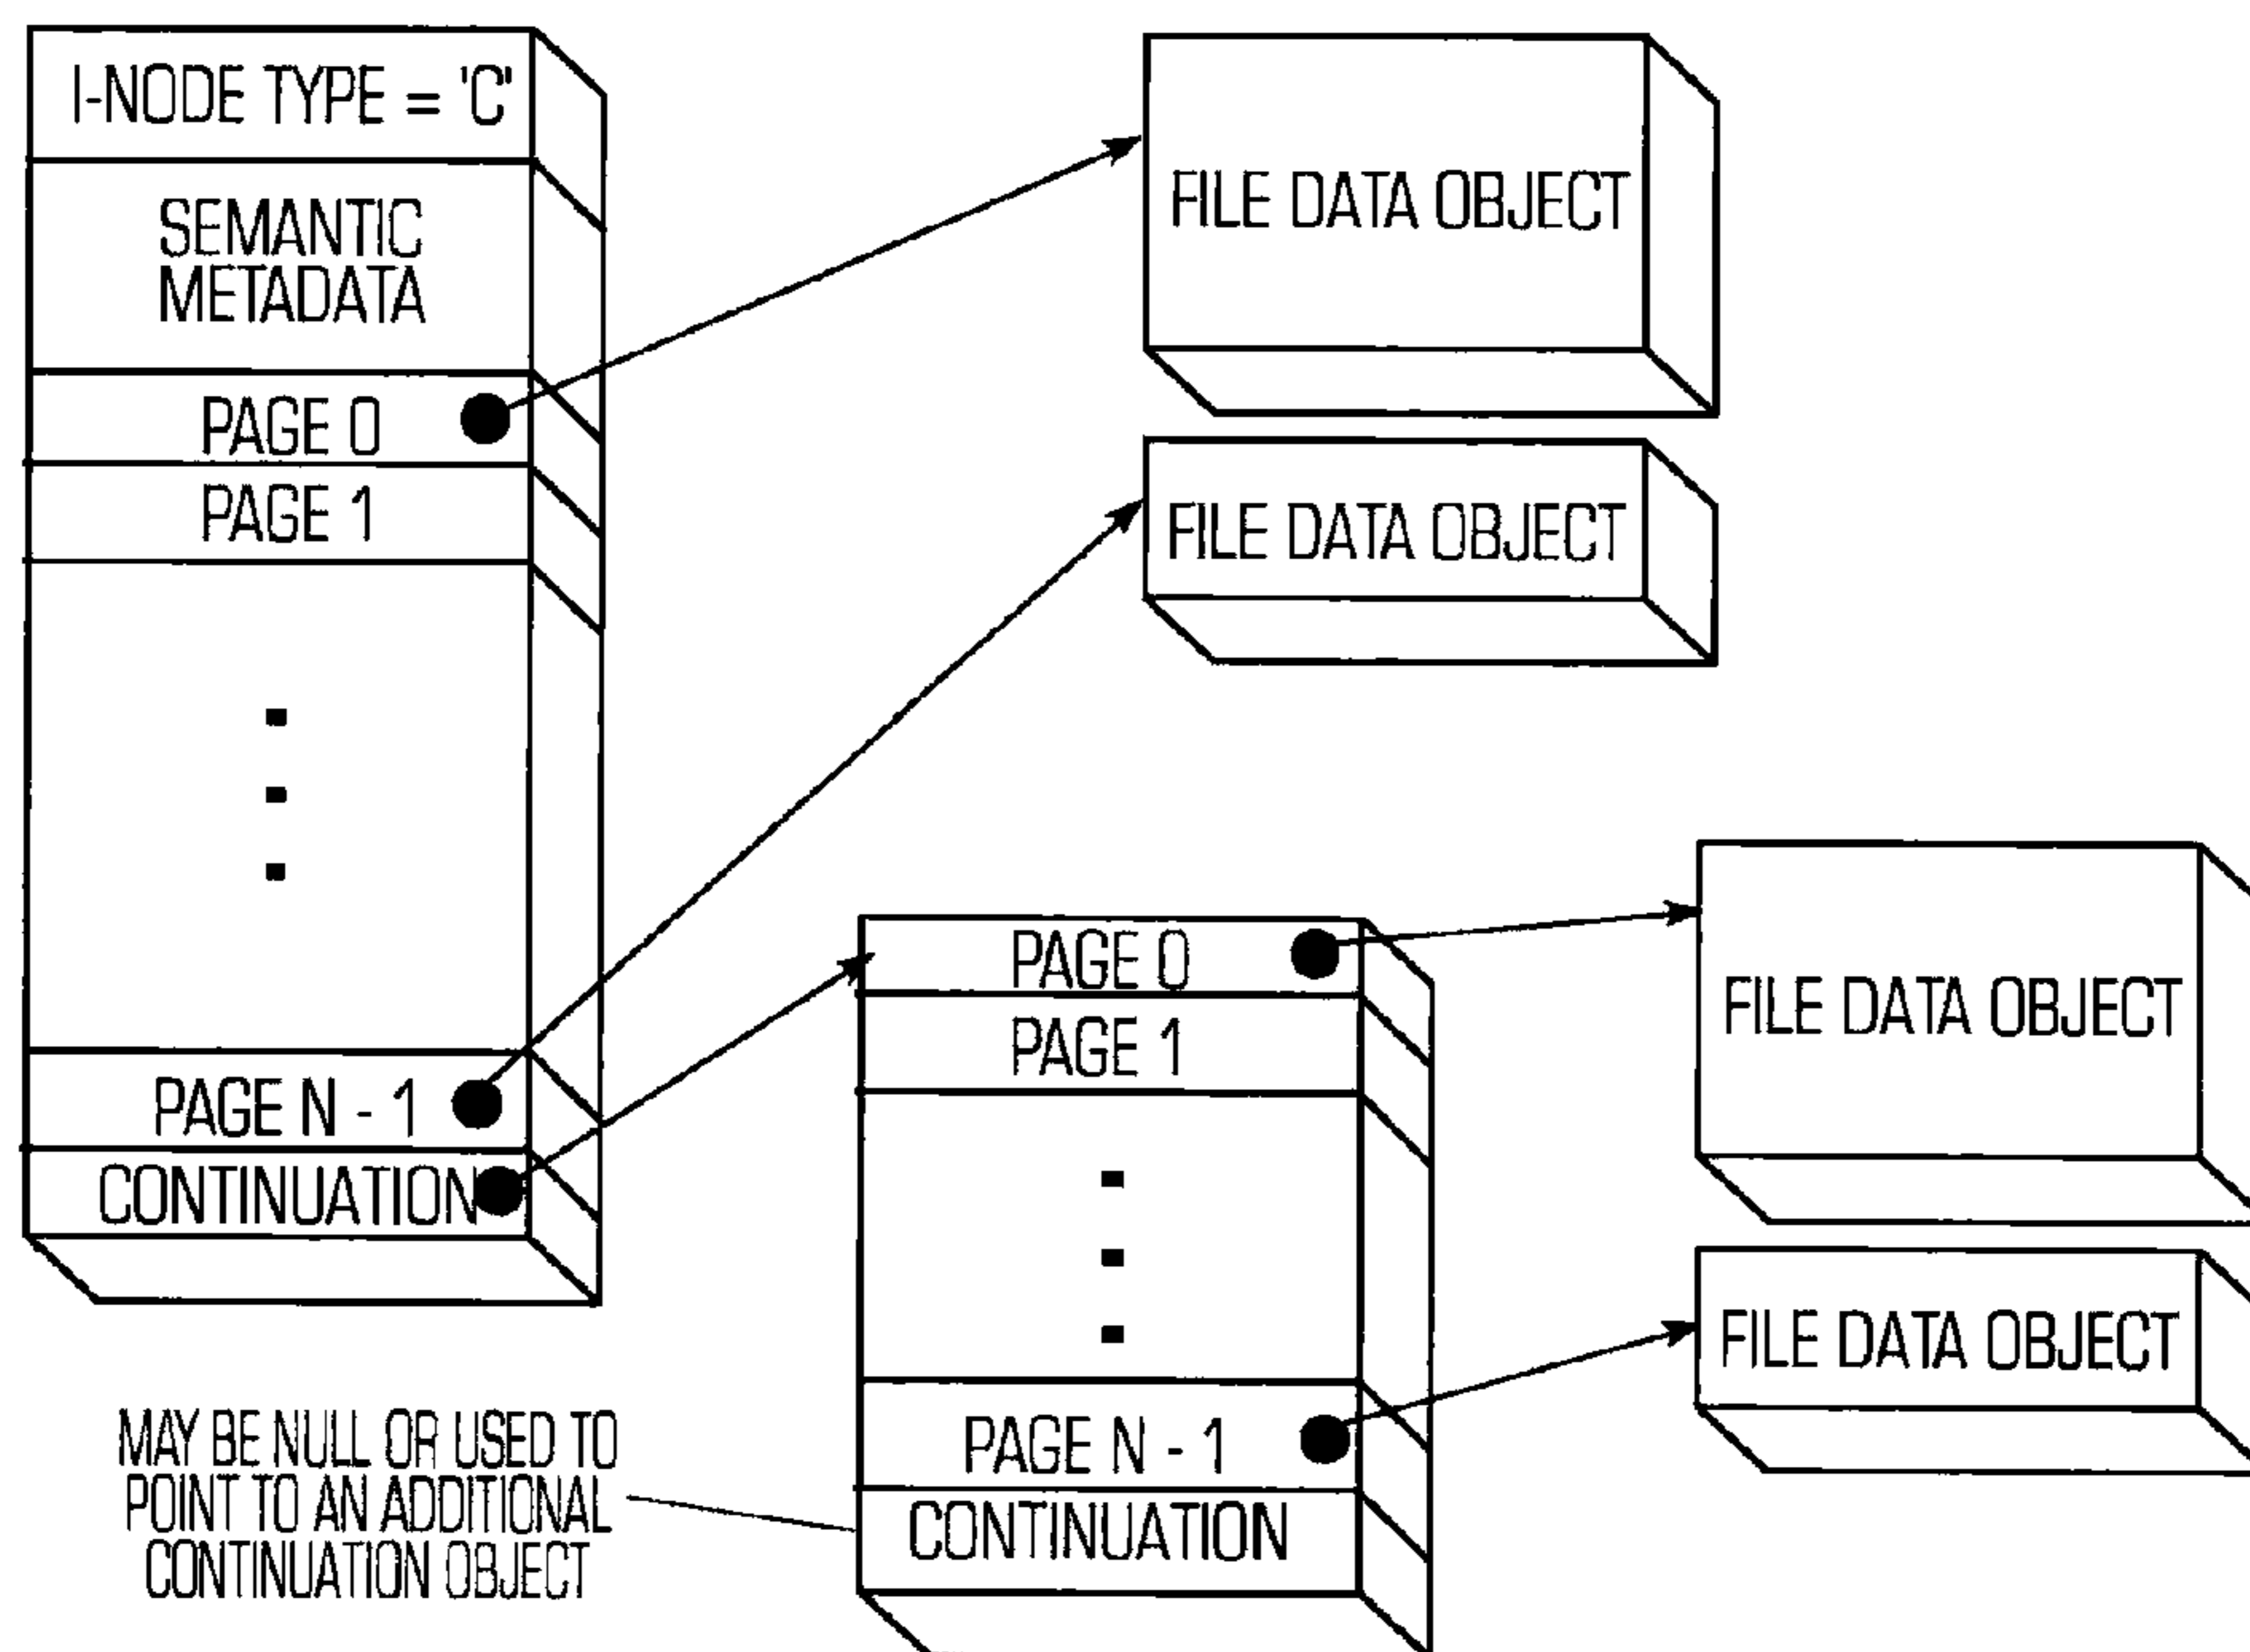 I-NODE TYPE = 'C'
SEMANTIC
METADATA
PAGE 0
PAGE 1
PAGE N - 1
CONTINUATION
FILE DATA OBJECT
FILE DATA OBJECT
PAGE 0
PAGE 1
PAGE N - 1
CONTINUATION
FILE DATA OBJECT
FILE DATA OBJECT
MAY BE NULL OR USED TO
POINT TO AN ADDITIONAL
CONTINUATION OBJECT